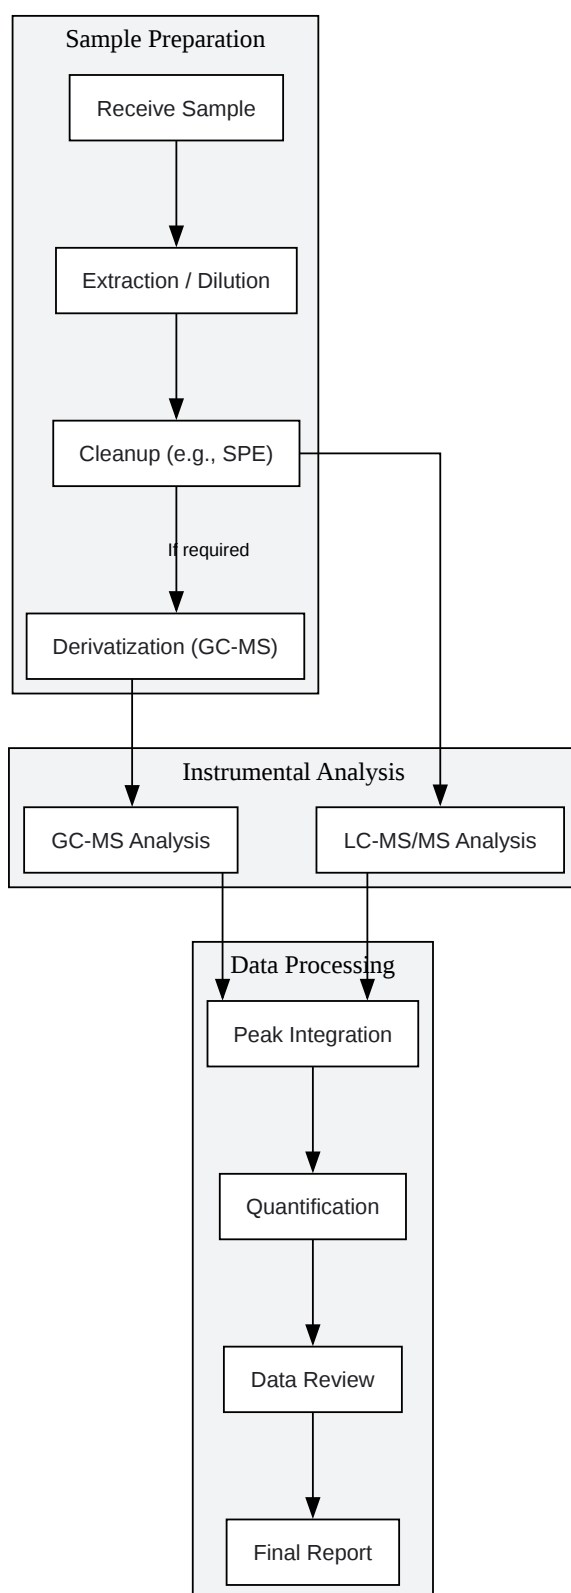 Sample Preparation
Receive Sample
Extraction / Dilution
Cleanup (e.g., SPE)
If required
Derivatization (GC-MS)
Instrumental Analysis
GC-MS Analysis
LC-MS/MS Analysis
Data Processing
Peak Integration
Quantification
Data Review
Final Report